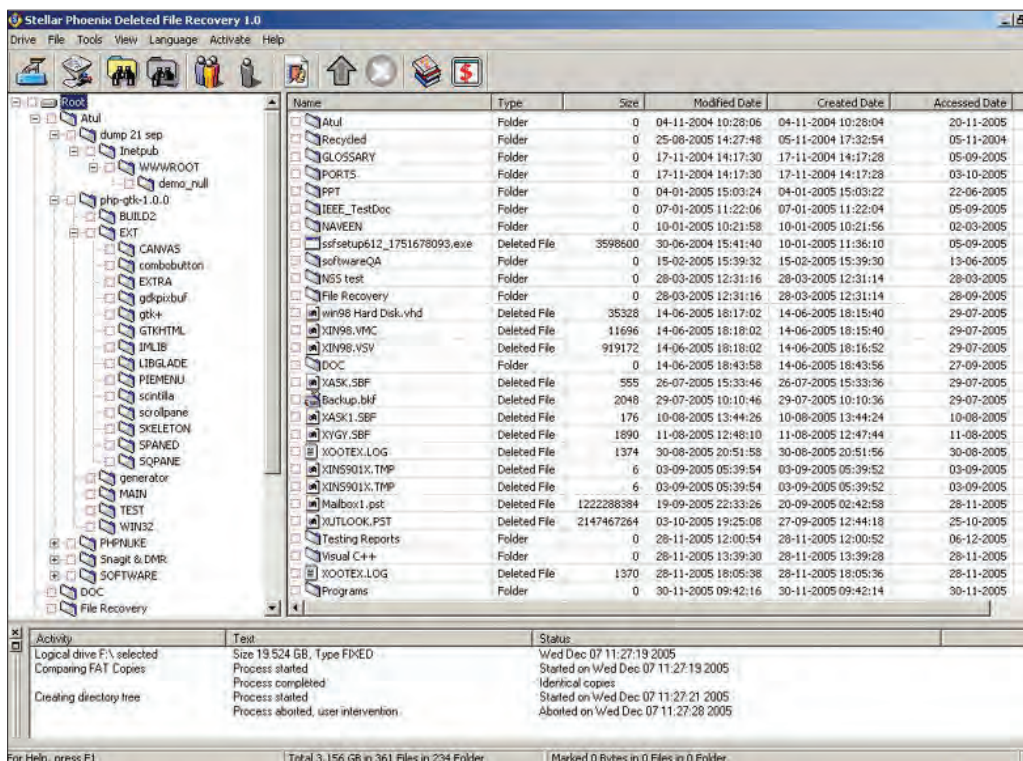 Stellar Phoenix Deleted File Recovery 1.0
Drive File Tools View Language Activate Help
Root
Atul
dump 21 sep
Inetpub
WWWROOT
demo_null
php-gtk-1.0.0
BUILD2
EXT
CANVAS
combobutton
EXTRA
gdkpixbuf
gtk+
GTKHTML
IMLIB
LIBGLADE
PIEMENU
scintilla
scrollpane
SKELETON
SPANED
SQPANE
generator
MAIN
TEST
WIN32
PHPNUKE
Snagit & DMR
SOFTWARE
DOC
File Recovery
Name Type Size Modified Date Created Date Accessed Date
Atul Folder 0 04-11-2004 10:28:06 04-11-2004 10:28:04 20-11-2005
Recycled Folder 0 25-08-2005 14:27:48 05-11-2004 17:32:54 05-11-2004
GLOSSARY Folder 0 17-11-2004 14:17:30 17-11-2004 14:17:28 05-09-2005
PORTS Folder 0 17-11-2004 14:17:30 17-11-2004 14:17:28 03-10-2005
PPT Folder 0 04-01-2005 15:03:24 04-01-2005 15:03:22 22-06-2005
IEEE_TestDoc Folder 0 07-01-2005 11:22:06 07-01-2005 11:22:04 05-09-2005
NAVEEN Folder 0 10-01-2005 10:21:58 10-01-2005 10:21:56 02-03-2005
ssfsetup612_1751678093.exe Deleted File 3598600 30-06-2004 15:41:40 10-01-2005 11:36:10 05-09-2005
softwareQA Folder 0 15-02-2005 15:39:32 15-02-2005 15:39:30 13-06-2005
NSS test Folder 0 28-03-2005 12:31:16 28-03-2005 12:31:14 28-03-2005
File Recovery Folder 0 28-03-2005 12:31:16 28-03-2005 12:31:14 28-09-2005
win98 Hard Disk.vhd Deleted File 35328 14-06-2005 18:17:02 14-06-2005 18:15:40 29-07-2005
XIN98.VMC Deleted File 11696 14-06-2005 18:18:02 14-06-2005 18:15:40 29-07-2005
XIN98.VSV Deleted File 919172 14-06-2005 18:18:02 14-06-2005 18:16:52 29-07-2005
DOC Folder 0 14-06-2005 18:43:58 14-06-2005 18:43:56 27-09-2005
XASK.SBF Deleted File 555 26-07-2005 15:33:46 26-07-2005 15:33:36 29-07-2005
Backup.bkf Deleted File 2048 29-07-2005 10:10:46 29-07-2005 10:10:36 29-07-2005
XASK1.SBF Deleted File 176 10-08-2005 13:44:26 10-08-2005 13:44:24 10-08-2005
XYGY.SBF Deleted File 1890 11-08-2005 12:48:10 11-08-2005 12:47:44 11-08-2005
XOOTEX.LOG Deleted File 1374 30-08-2005 20:51:58 30-08-2005 20:51:56 30-08-2005
XINS901X.TMP Deleted File 6 03-09-2005 05:39:54 03-09-2005 05:39:52 03-09-2005
XINS901X.TMP Deleted File 6 03-09-2005 05:39:54 03-09-2005 05:39:52 03-09-2005
Mailbox1.pst Deleted File 1222288384 19-09-2005 22:33:26 20-09-2005 02:42:58 28-11-2005
XUTLOOK.PST Deleted File 2147467264 03-10-2005 19:25:08 27-09-2005 12:44:18 25-10-2005
Testing Reports Folder 0 28-11-2005 12:00:54 28-11-2005 12:00:52 06-12-2005
Visual C++ Folder 0 28-11-2005 13:39:30 28-11-2005 13:39:28 28-11-2005
XOOTEX.LOG Deleted File 1370 28-11-2005 18:05:38 28-11-2005 18:05:36 28-11-2005
Programs Folder 0 30-11-2005 09:42:16 30-11-2005 09:42:14 30-11-2005
Activity Text Status
Logical drive F:\ selected Size 19.524 GB, Type FIXED Wed Dec 07 11:27:19 2005
Comparing FAT Copies Process started Started on Wed Dec 07 11:27:19 2005
Process completed Identical copies
Creating directory tree Process started Started on Wed Dec 07 11:27:21 2005
Process aborted, user intervention Aborted on Wed Dec 07 11:27:28 2005
For Help, press F1 Total 3.156 GB in 361 Files in 234 Folder Marked 0 Bytes in 0 Files in 0 Folder